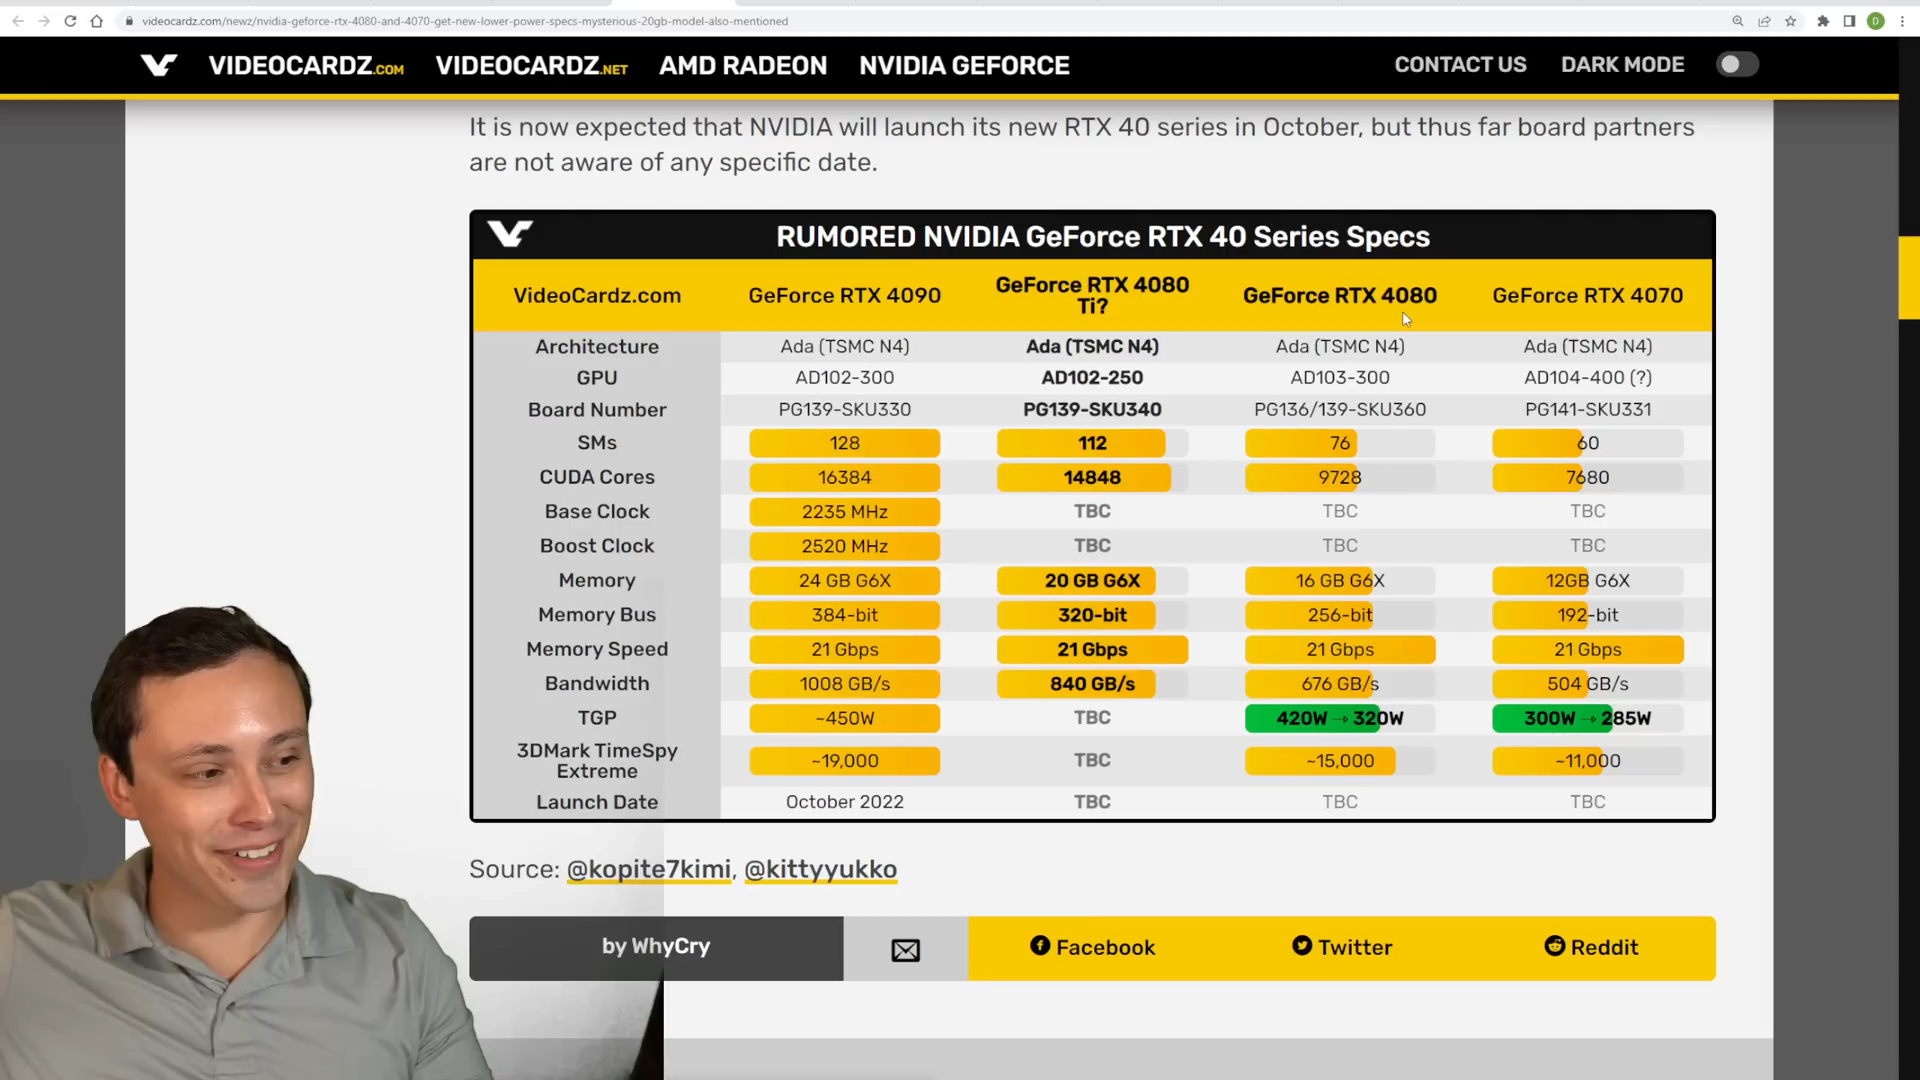 videocardz.com/newz/nvidia-geforce-rtx-4080-and-4070-get-new-lower-power-specs-mysterious-20gb-model-also-mentioned
D
VIDEOCARDZ.COM VIDEOCARDZ.NET AMD RADEON NVIDIA GEFORCE CONTACT US DARK MODE
It is now expected that NVIDIA will launch its new RTX 40 series in October, but thus far board partners
are not aware of any specific date.
RUMORED NVIDIA GeForce RTX 40 Series Specs
VideoCardz.com GeForce RTX 4090 GeForce RTX 4080 Ti? GeForce RTX 4080 GeForce RTX 4070
Architecture Ada (TSMC N4) Ada (TSMC N4) Ada (TSMC N4) Ada (TSMC N4)
GPU AD102-300 AD102-250 AD103-300 AD104-400 (?)
Board Number PG139-SKU330 PG139-SKU340 PG136/139-SKU360 PG141-SKU331
SMs 128 112 76 60
CUDA Cores 16384 14848 9728 7680
Base Clock 2235 MHz TBC TBC TBC
Boost Clock 2520 MHz TBC TBC TBC
Memory 24 GB G6X 20 GB G6X 16 GB G6X 12GB G6X
Memory Bus 384-bit 320-bit 256-bit 192-bit
Memory Speed 21 Gbps 21 Gbps 21 Gbps 21 Gbps
Bandwidth 1008 GB/s 840 GB/s 676 GB/s 504 GB/s
TGP ~450W TBC 420W → 320W 300W → 285W
3DMark TimeSpy Extreme ~19,000 TBC ~15,000 ~11,000
Launch Date October 2022 TBC TBC TBC
Source: @kopite7kimi, @kittyyukko
by WhyCry Facebook Twitter Reddit